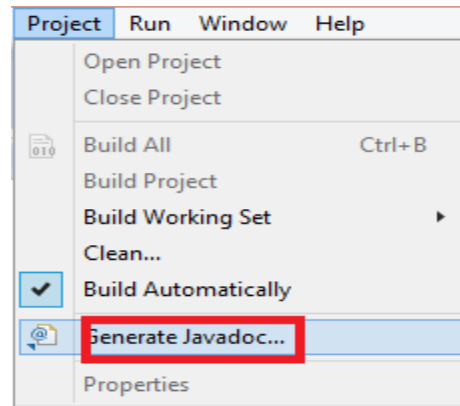 Project Run Window Help
Open Project
Close Project
Build All Ctrl+B
Build Project
Build Working Set
Clean...
Build Automatically
Generate Javadoc...
Properties